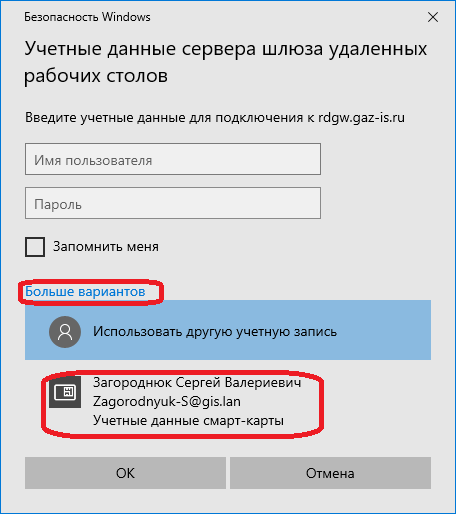 Безопасность Windows
Учетные данные сервера шлюза удаленных
рабочих столов
Введите учетные данные для подключения к rdgw.gaz-is.ru
Имя пользователя
Пароль
Запомнить меня
Больше вариантов
Использовать другую учетную запись
Загороднюк Сергей Валериевич
Zagorodnyuk-S@gis.lan
Учетные данные смарт-карты
ОК
Отмена